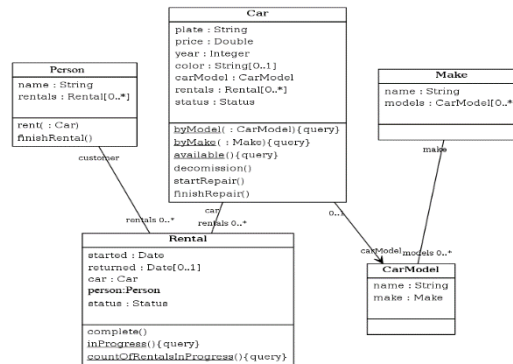 Car
plate : String
price : Double
year : Integer
color : String[0..1]
carModel : CarModel
rentals : Rental[0..*]
status : Status
byModel( : CarModel){query}
byMake( : Make){query}
available(){query}
decomission()
startRepair()
finishRepair()
Person
name : String
rentals : Rental[0..*]
rent( : Car)
finishRental()
Make
name : String
models : CarModel[0..*]
customer
make
rentals 0..*
car
rentals 0..*
0..1
carModel
models 0..*
Rental
started : Date
returned : Date[0..1]
car : Car
person:Person
status : Status
complete()
inProgress(){query}
countOfRentalsInProgress(){query}
CarModel
name : String
make : Make